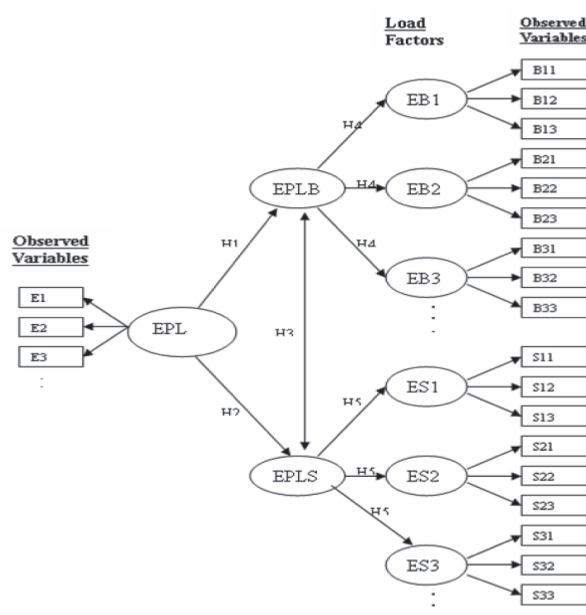 Load
Factors
Observed
Variables
B11
EB1
B12
B13
H4
B21
EPLB
H4
EB2
B22
B23
H4
B31
H1
Observed
Variables
EB3
B32
B33
E1
EPL
E2
H3
E3
S11
ES1
S12
H5
S13
H2
S21
EPLS
H5
ES2
S22
S23
H5
S31
ES3
S32
S33